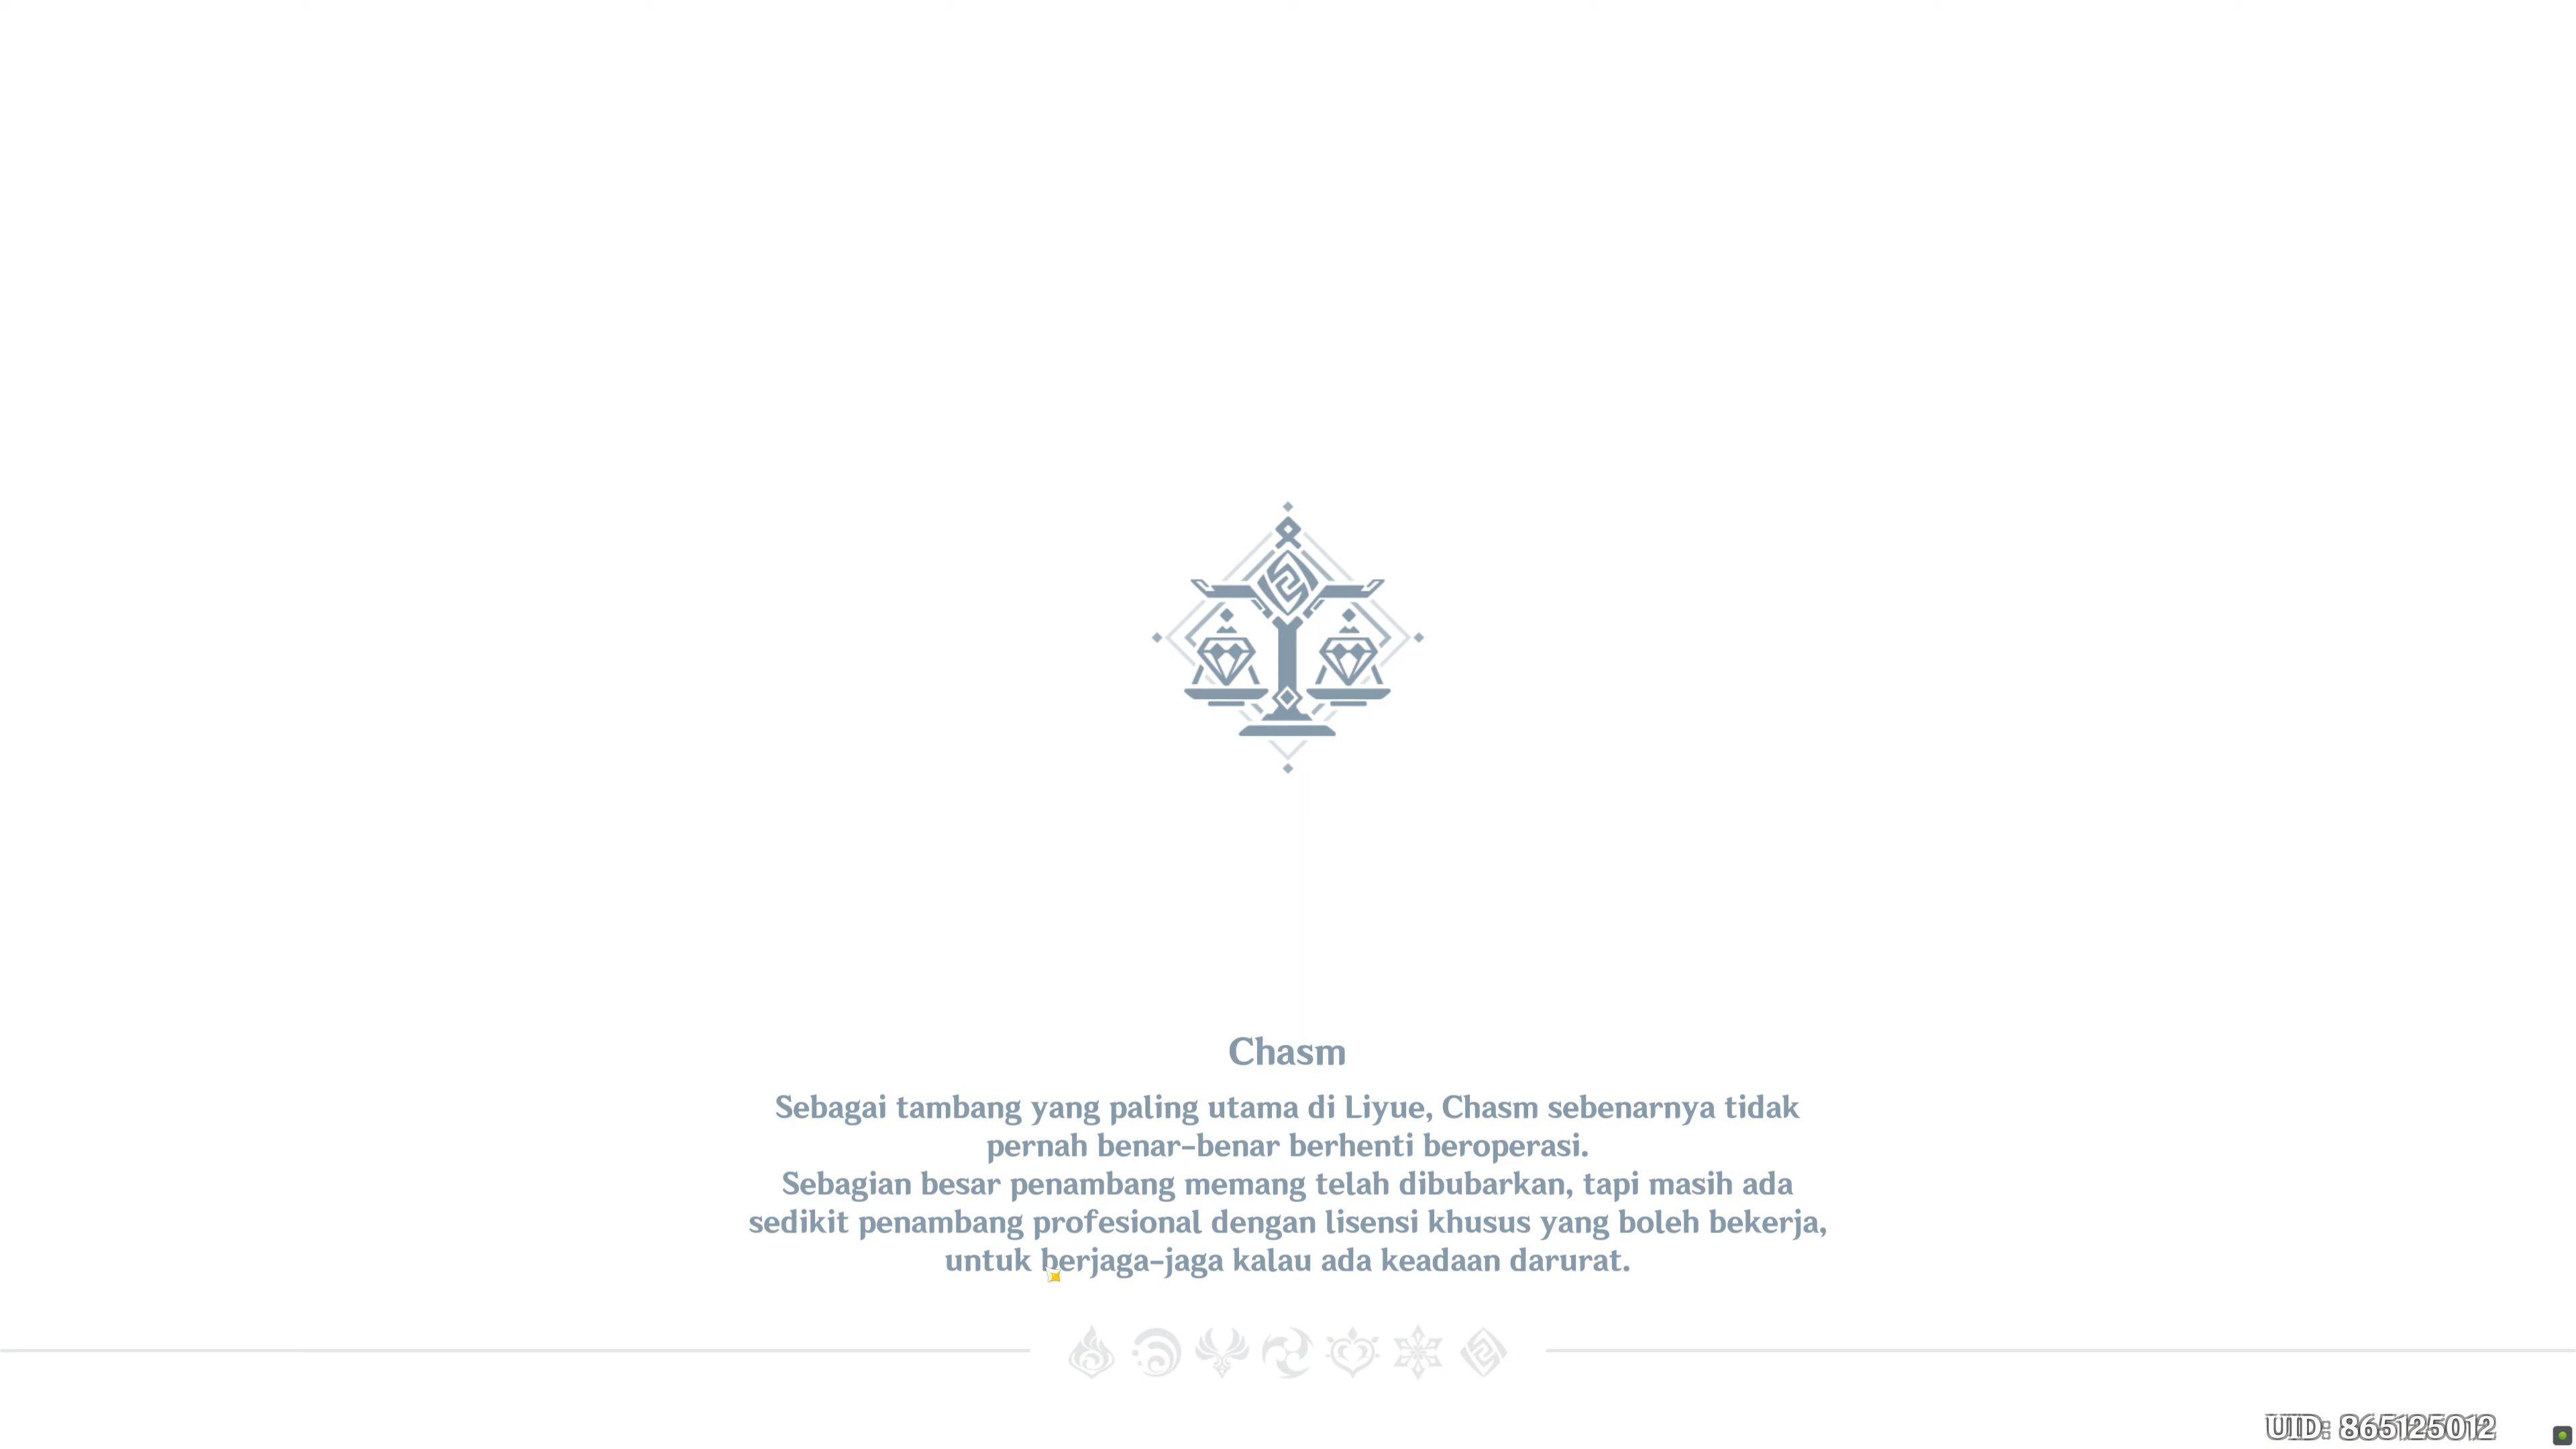 Chasm
Sebagai tambang yang paling utama di Liyue, Chasm sebenarnya tidak
pernah benar-benar berhenti beroperasi.
Sebagian besar penambang memang telah dibubarkan, tapi masih ada
sedikit penambang profesional dengan lisensi khusus yang boleh bekerja,
untuk berjaga-jaga kalau ada keadaan darurat.
UID: 865125012